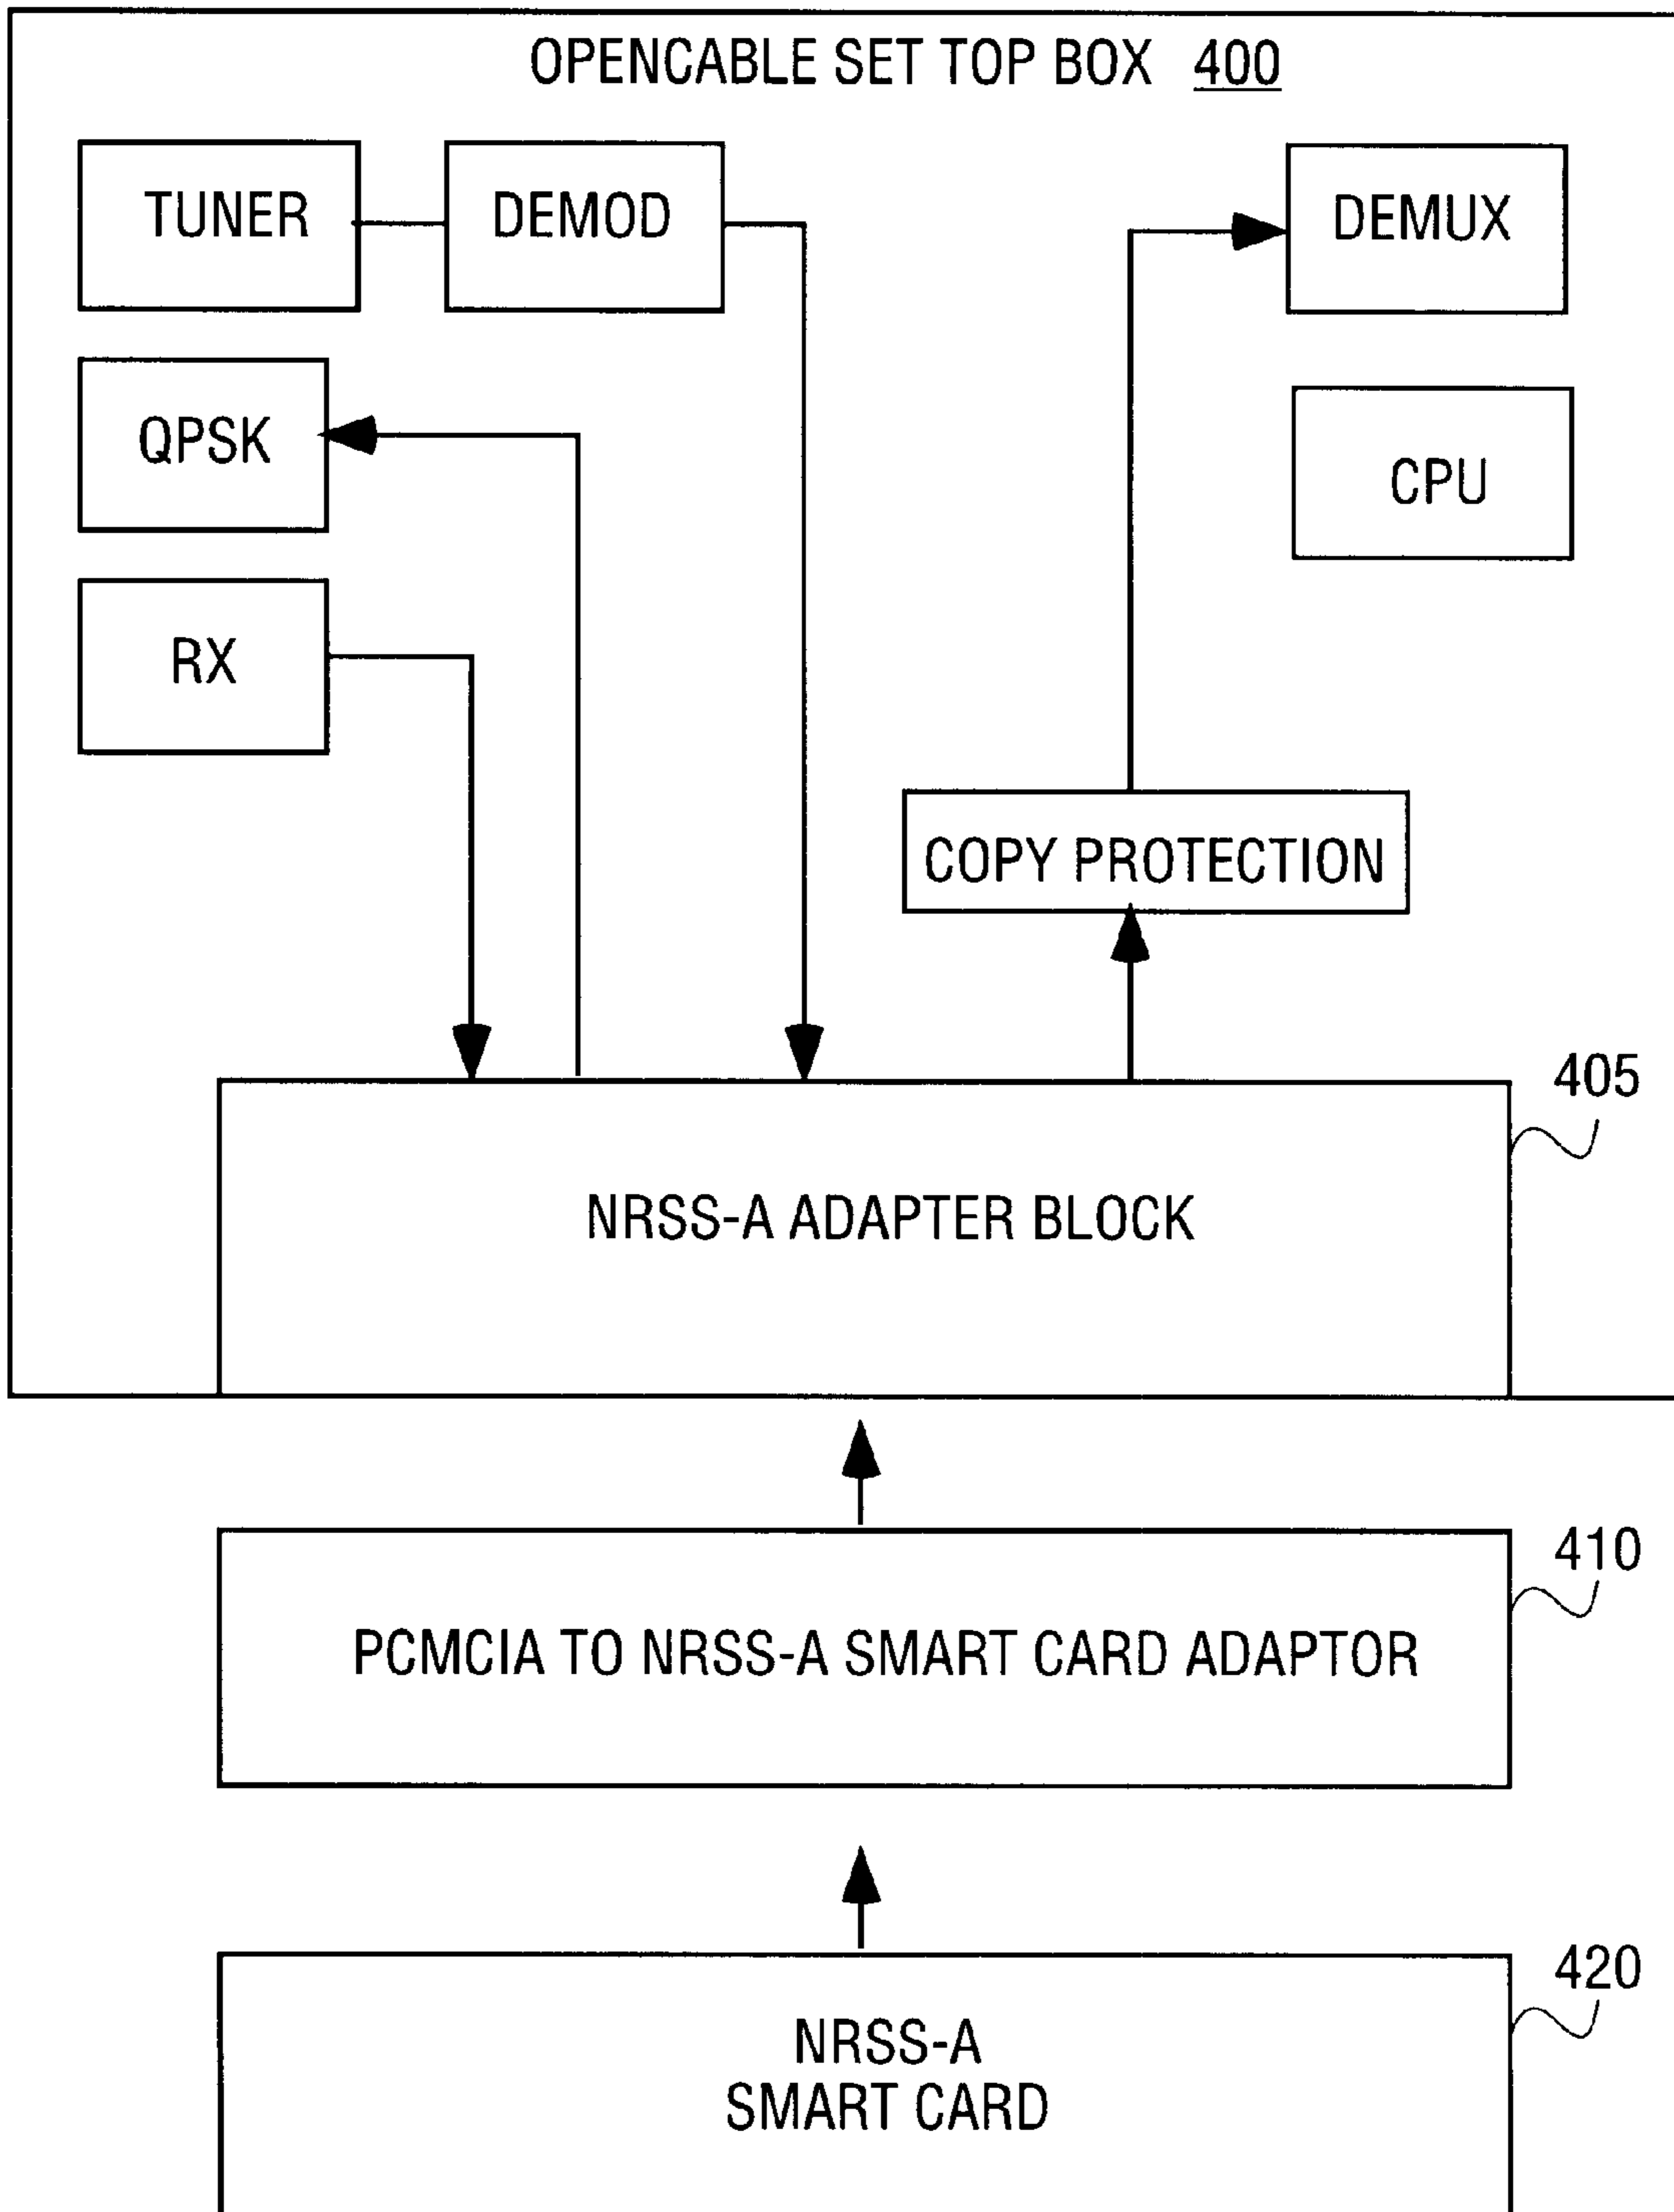 OPENCABLE SET TOP BOX 400
TUNER
DEMOD
DEMUX
QPSK
CPU
RX
COPY PROTECTION
405
NRSS-A ADAPTER BLOCK
410
PCMCIA TO NRSS-A SMART CARD ADAPTOR
420
NRSS-A
SMART CARD